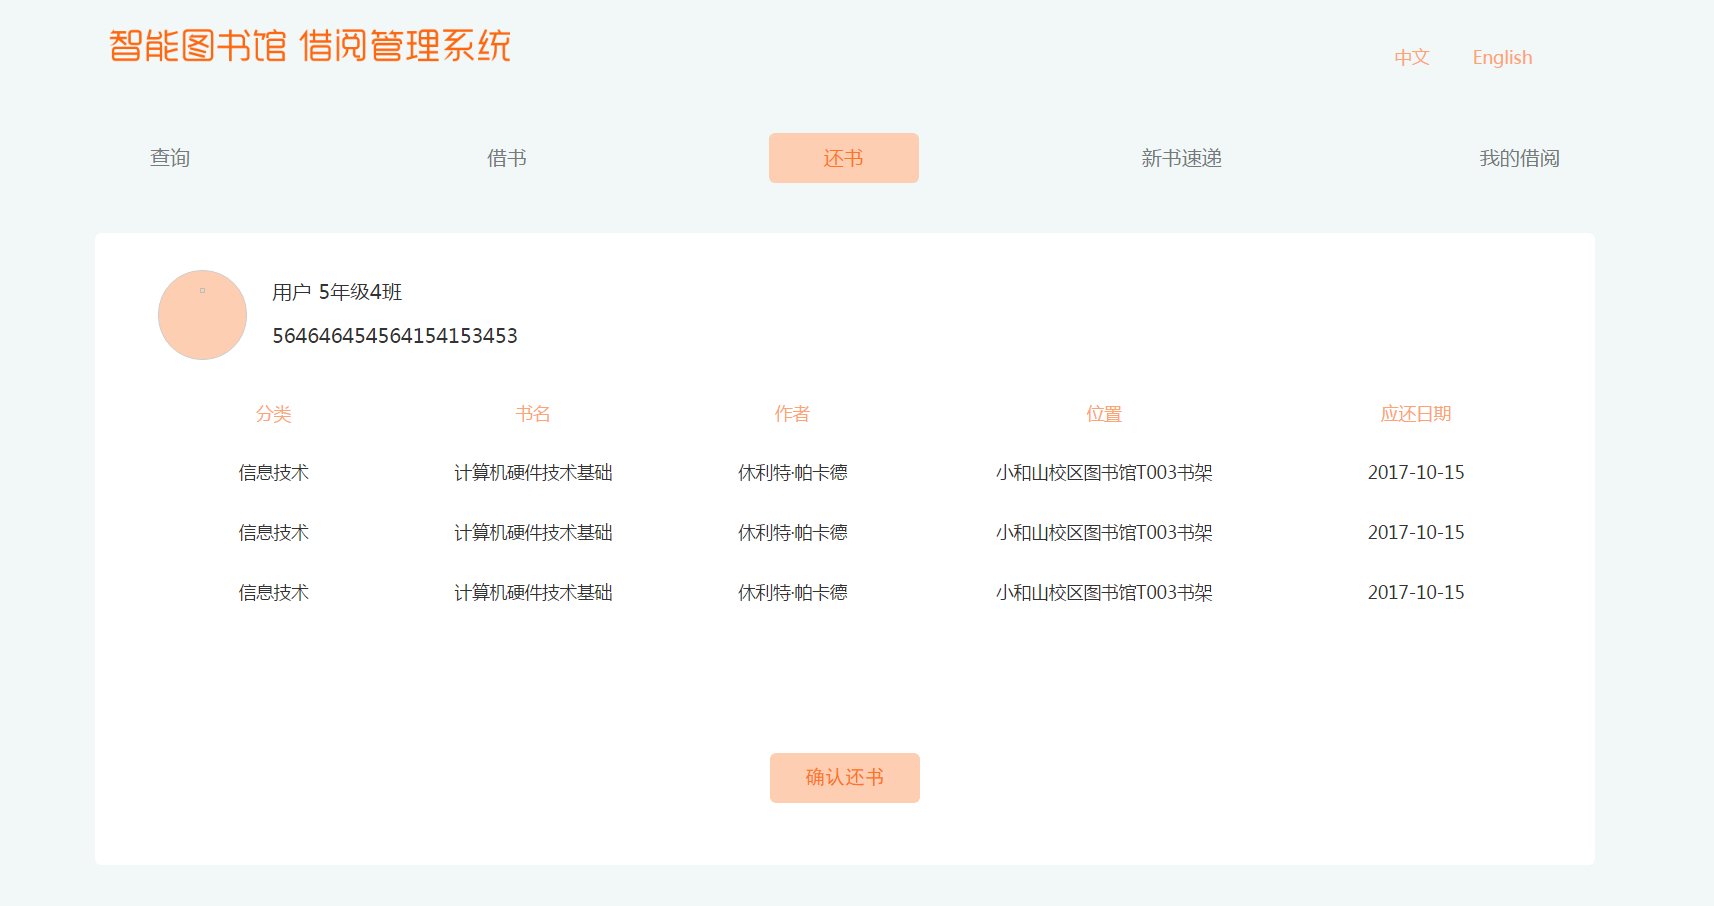 智能图书馆 借阅管理系统
中文 English
查询 借书 还书 新书速递 我的借阅
用户 5年级4班
564646454564154153453
分类 书名 作者 位置 应还日期
信息技术 计算机硬件技术基础 休利特·帕卡德 小和山校区图书馆T003书架 2017-10-15
信息技术 计算机硬件技术基础 休利特·帕卡德 小和山校区图书馆T003书架 2017-10-15
信息技术 计算机硬件技术基础 休利特·帕卡德 小和山校区图书馆T003书架 2017-10-15
确认还书